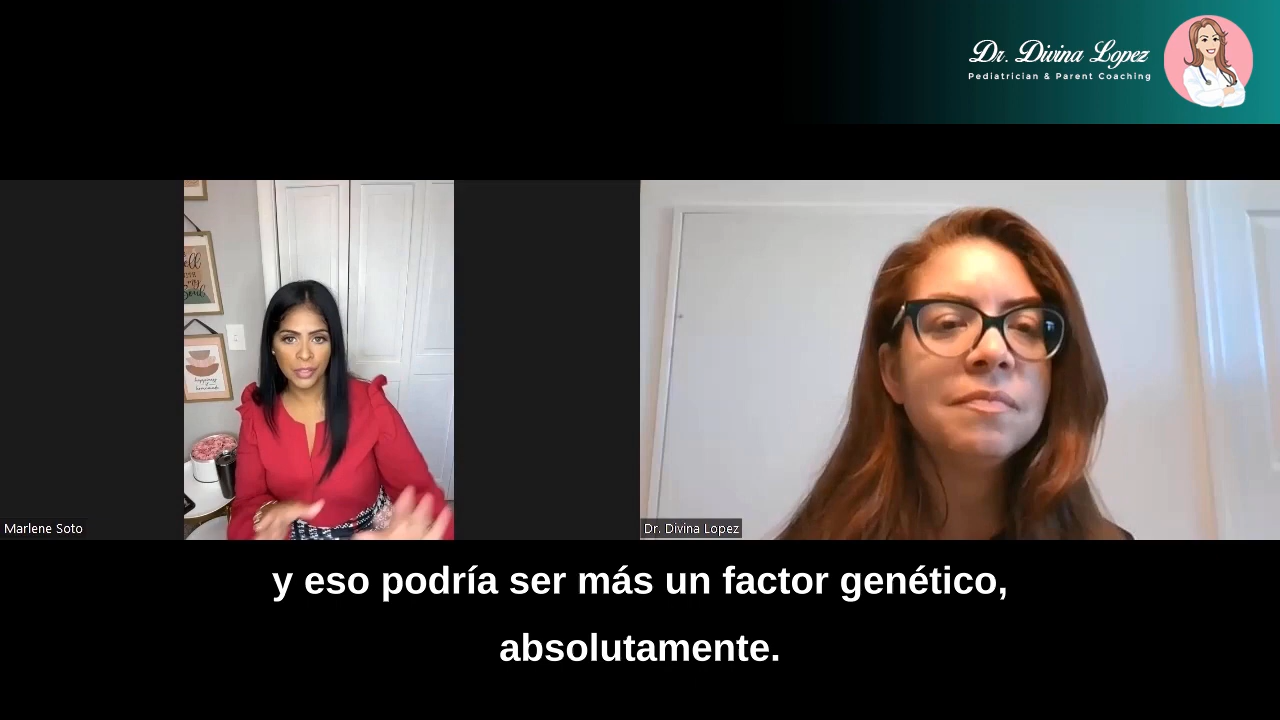 Dr. Divina Lopez
Pediatrician & Parent Coaching
Marlene Soto
Dr. Divina Lopez
y eso podría ser más un factor genético,
absolutamente.